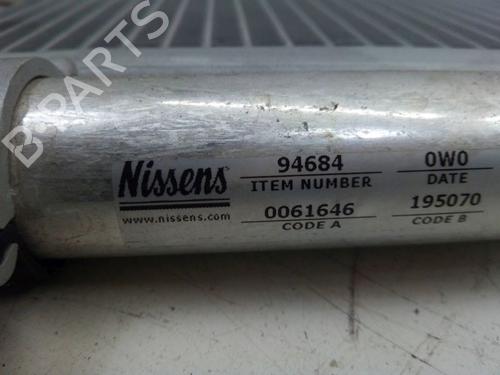 B-PARTS
Nissens
www.nissens.com
94684
ITEM NUMBER
0061646
CODE A
0W0
DATE
195070
CODE B